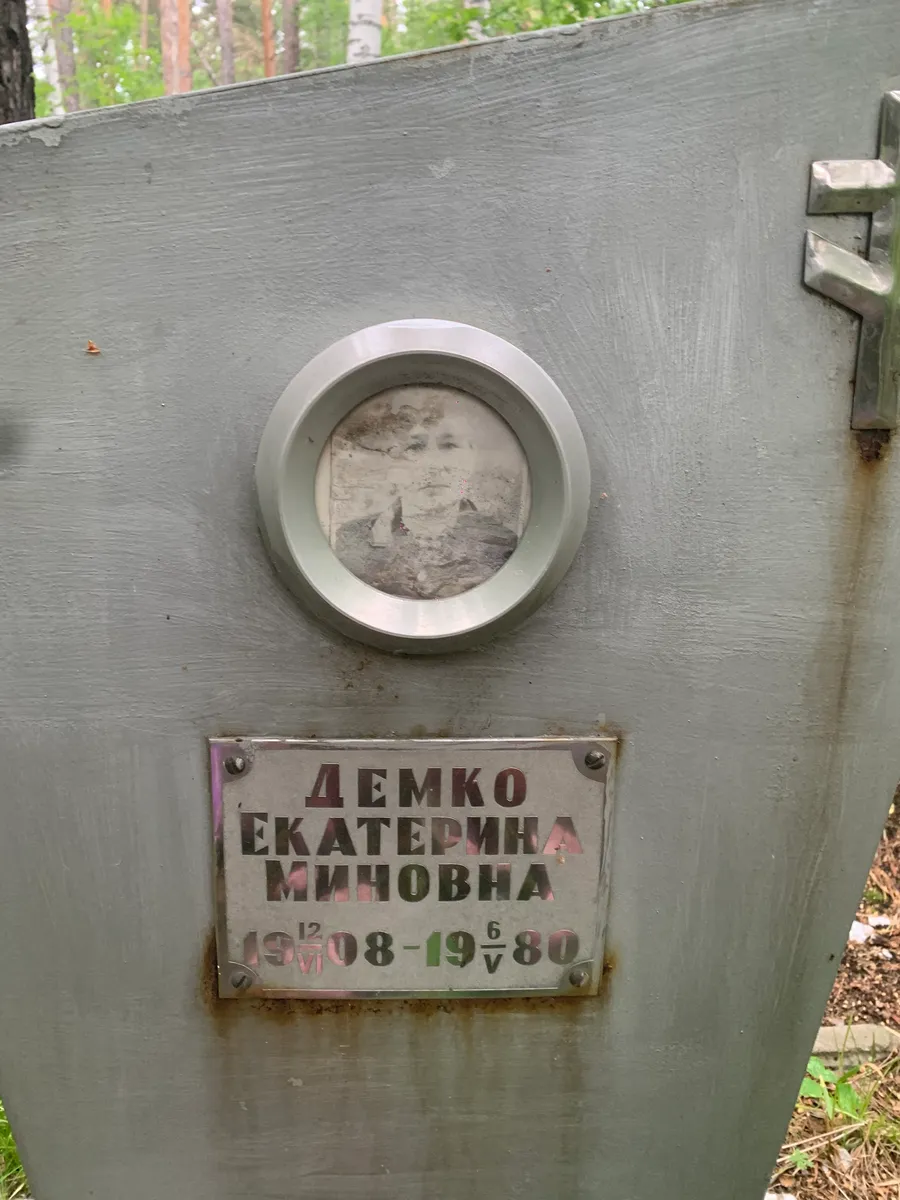 ДЕМКО
ЕКАТЕРИНА
МИНОВНА
19 12/VI 08 - 19 6/V 80